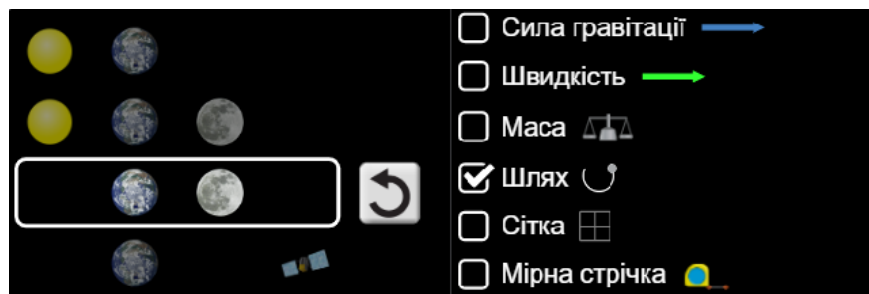 Сила гравітації
Швидкість
Маса
Шлях
Сітка
Мірна стрічка